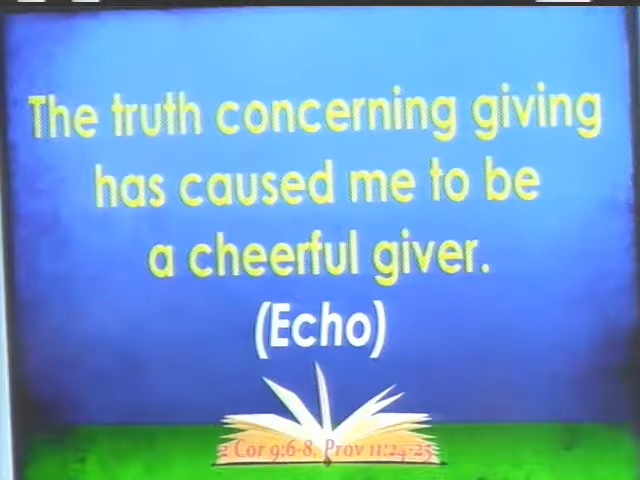 The truth concerning giving
has caused me to be
a cheerful giver.
(Echo)
2 Cor 9:6-8, Prov 11:24-25